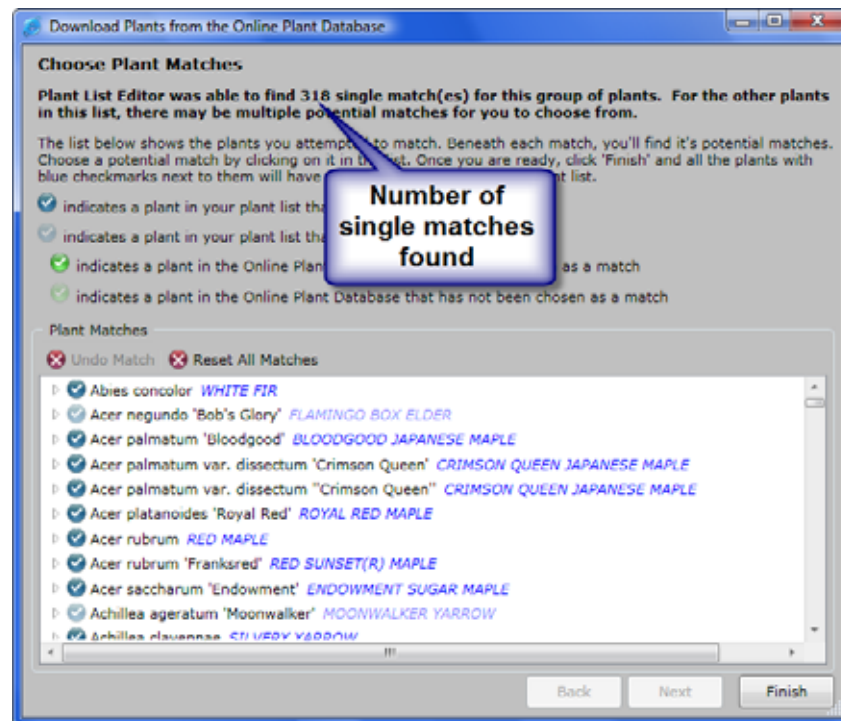 Download Plants from the Online Plant Database
Choose Plant Matches
Plant List Editor was able to find 318 single match(es) for this group of plants. For the other plants
in this list, there may be multiple potential matches for you to choose from.
The list below shows the plants you attempted to match. Beneath each match, you'll find it's potential matches.
Choose a potential match by clicking on it in the list. Once you are ready, click 'Finish' and all the plants with
blue checkmarks next to them will have list.
Number of
single matches
found
indicates a plant in your plant list
indicates a plant in your plant list
indicates a plant in the Online Plant as a match
indicates a plant in the Online Plant Database that has not been chosen as a match
Plant Matches
Undo Match Reset All Matches
Abies concolor WHITE FIR
Acer negundo 'Bob's Glory' FLAMINGO BOX ELDER
Acer palmatum 'Bloodgood' BLOODGOOD JAPANESE MAPLE
Acer palmatum var. dissectum 'Crimson Queen' CRIMSON QUEEN JAPANESE MAPLE
Acer palmatum var. dissectum "Crimson Queen" CRIMSON QUEEN JAPANESE MAPLE
Acer platanoides 'Royal Red' ROYAL RED MAPLE
Acer rubrum RED MAPLE
Acer rubrum 'Franksred' RED SUNSET(R) MAPLE
Acer saccharum 'Endowment' ENDOWMENT SUGAR MAPLE
Achillea ageratum 'Moonwalker' MOONWALKER YARROW
Achillea clavennae SILVERY YARROW
Back Next Finish